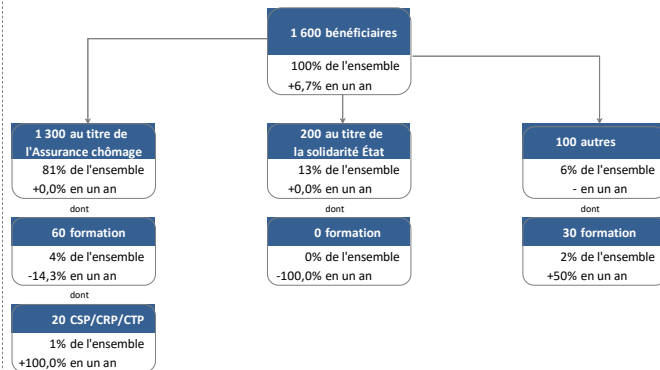 1 600 bénéficiaires
100% de l'ensemble
+6,7% en un an
1 300 au titre de
l'Assurance chômage
81% de l'ensemble
+0,0% en un an
dont
60 formation
4% de l'ensemble
-14,3% en un an
dont
20 CSP/CRP/CTP
1% de l'ensemble
+100,0% en un an
200 au titre de
la solidarité État
13% de l'ensemble
+0,0% en un an
dont
0 formation
0% de l'ensemble
-100,0% en un an
100 autres
6% de l'ensemble
- en un an
dont
30 formation
2% de l'ensemble
+50% en un an